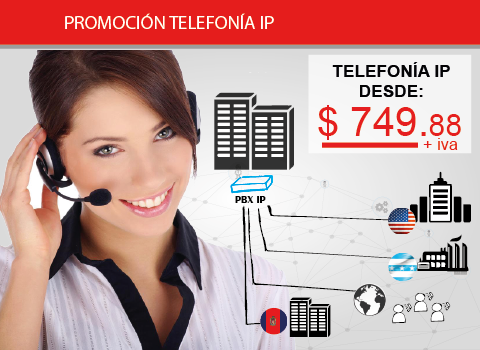 PROMOCIÓN TELEFONÍA IP
TELEFONÍA IP
DESDE:
$ 749.88
+ iva
PBX IP